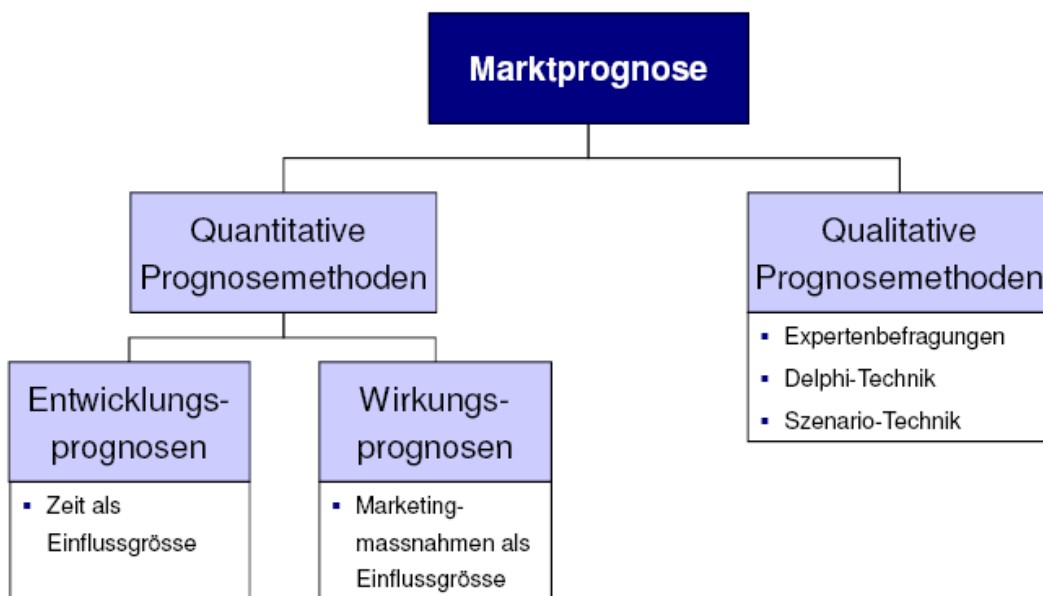 Marktprognose
Quantitative
Prognosemethoden
Qualitative
Prognosemethoden
▪ Expertenbefragungen
▪ Delphi-Technik
▪ Szenario-Technik
Entwicklungs-
prognosen
▪ Zeit als
Einflussgrösse
Wirkungs-
prognosen
▪ Marketing-
massnahmen als
Einflussgrösse